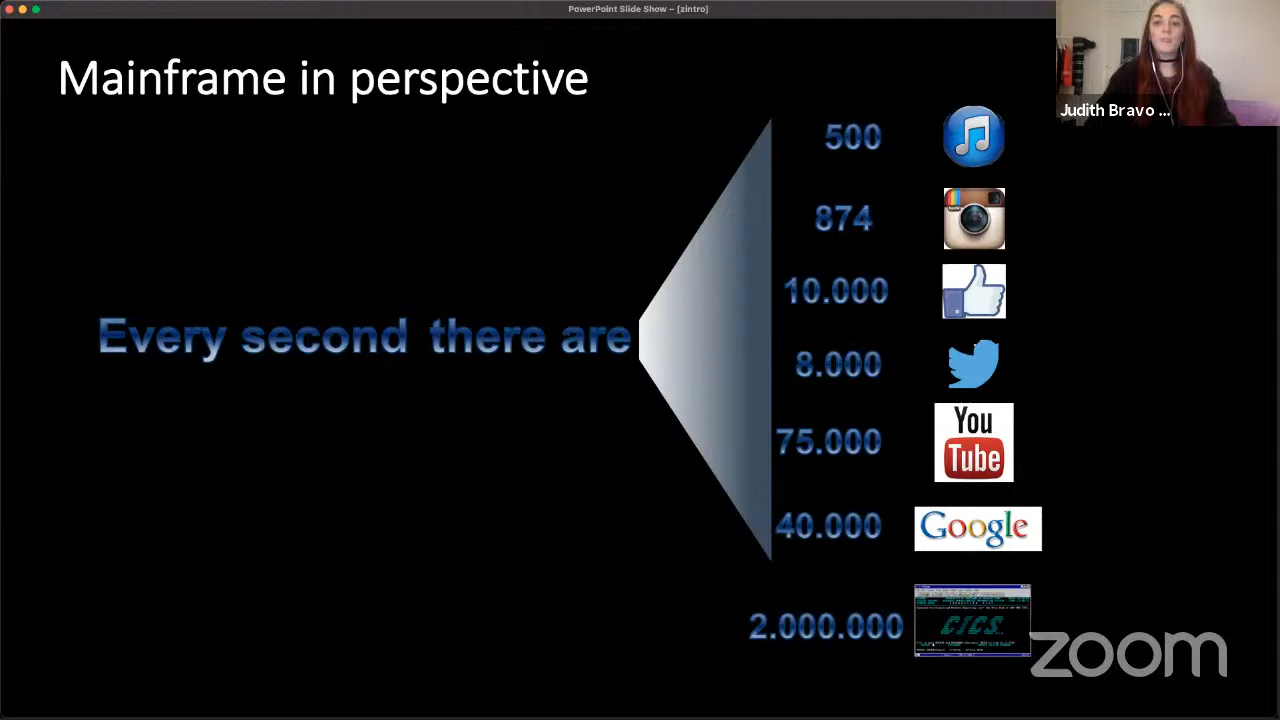 PowerPoint Slide Show – [zintro]
Mainframe in perspective
Judith Bravo ...
500
874
10.000
Every second there are
8.000
You
Tube
75.000
40.000
Google
2.000.000
CICS
zoom